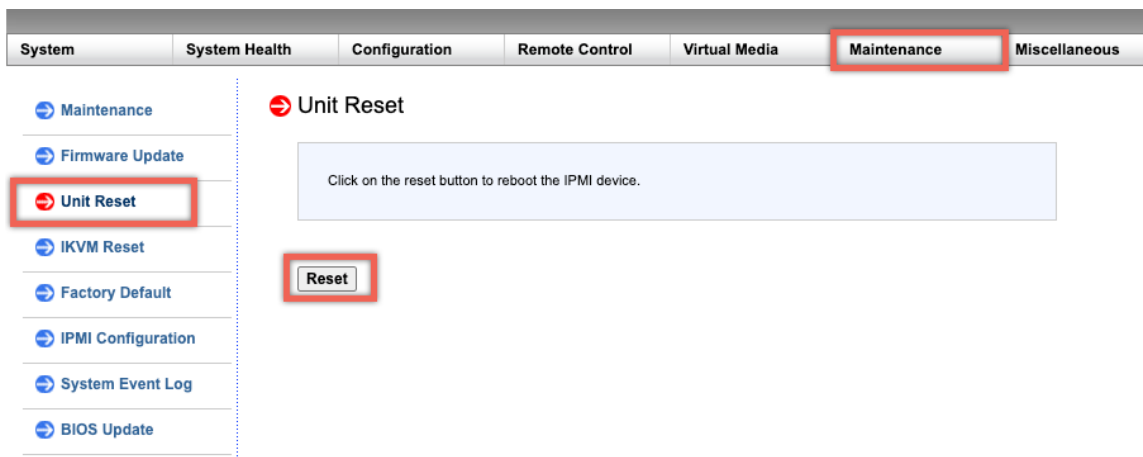 System System Health Configuration Remote Control Virtual Media Maintenance Miscellaneous
Maintenance
Firmware Update
Unit Reset
IKVM Reset
Factory Default
IPMI Configuration
System Event Log
BIOS Update
Unit Reset
Click on the reset button to reboot the IPMI device.
Reset